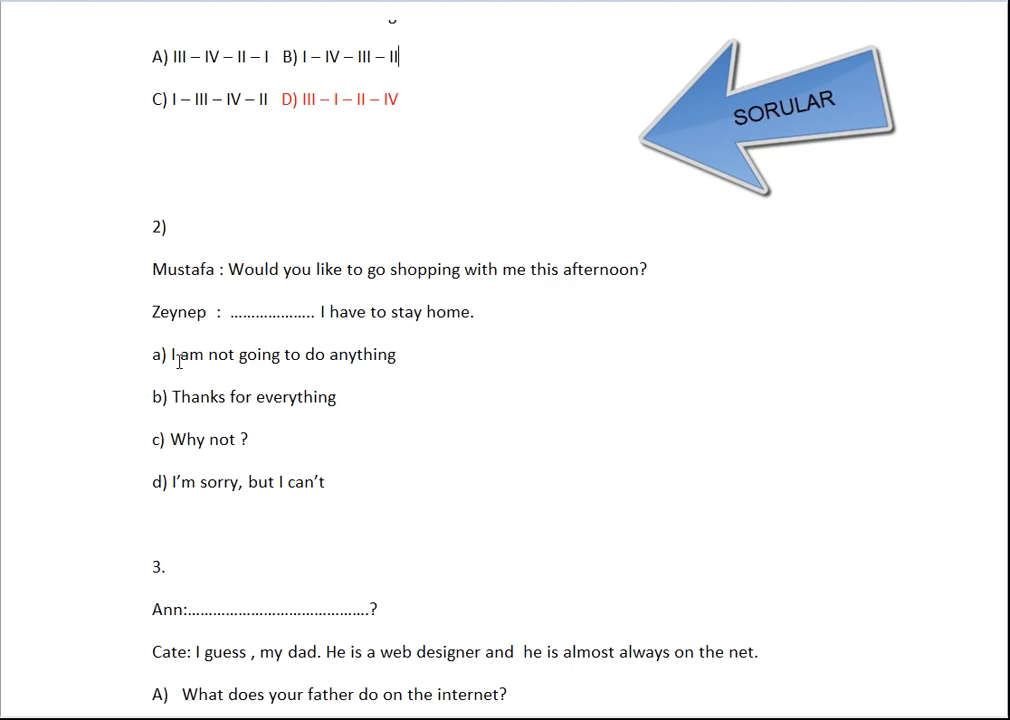 A) III – IV – II – I   B) I – IV – III – II
C) I – III – IV – II   D) III – I – II – IV
SORULAR
2)
Mustafa : Would you like to go shopping with me this afternoon?
Zeynep  :  ……………….. I have to stay home.
a) I am not going to do anything
b) Thanks for everything
c) Why not ?
d) I’m sorry, but I can’t
3.
Ann:…………………………………….?
Cate: I guess , my dad. He is a web designer and  he is almost always on the net.
A)   What does your father do on the internet?